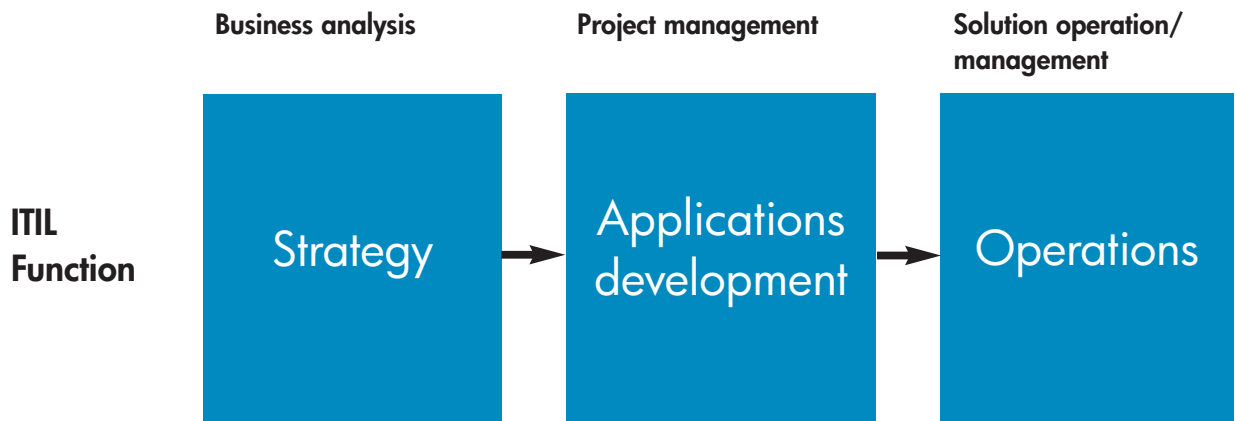 Business analysis
Project management
Solution operation/
management
ITIL
Function
Strategy
Applications
development
Operations